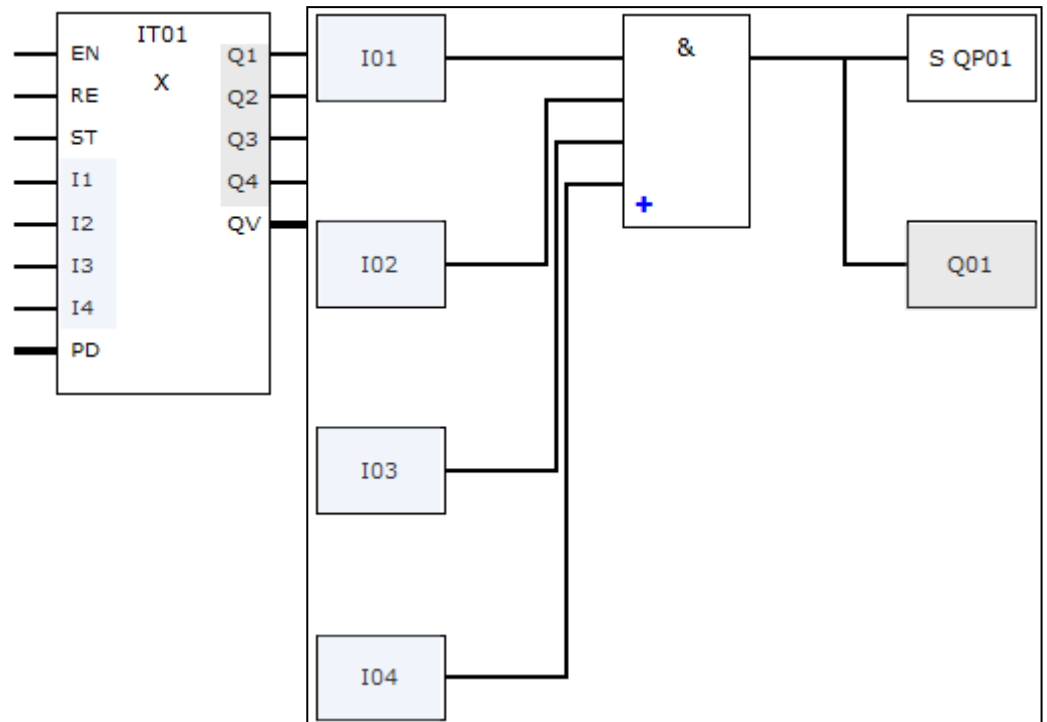 IT01
X
EN
RE
ST
I1
I2
I3
I4
PD
Q1
Q2
Q3
Q4
QV
I01
I02
I03
I04
&
+
S QP01
Q01